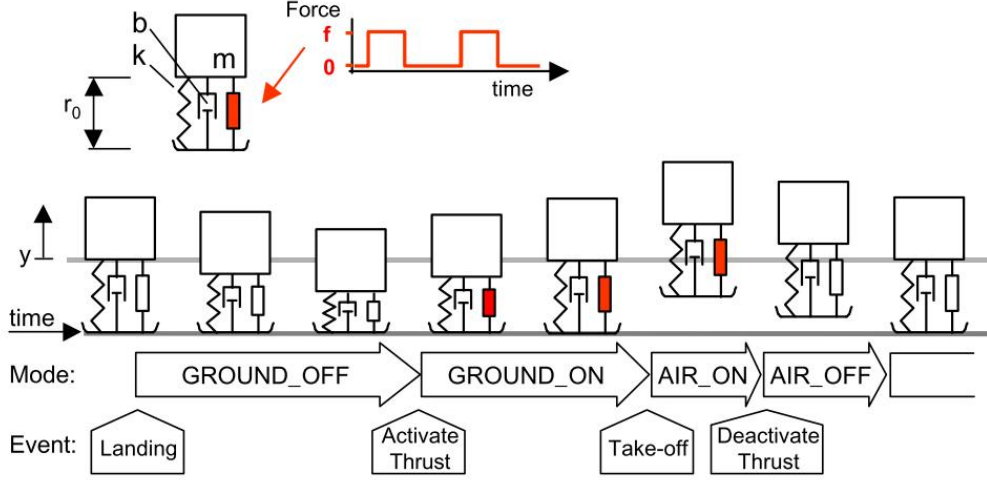 Force
b
f
k
m
0
r0
time
y
time
Mode:
GROUND_OFF
GROUND_ON
AIR_ON
AIR_OFF
Event:
Landing
Activate
Thrust
Take-off
Deactivate
Thrust